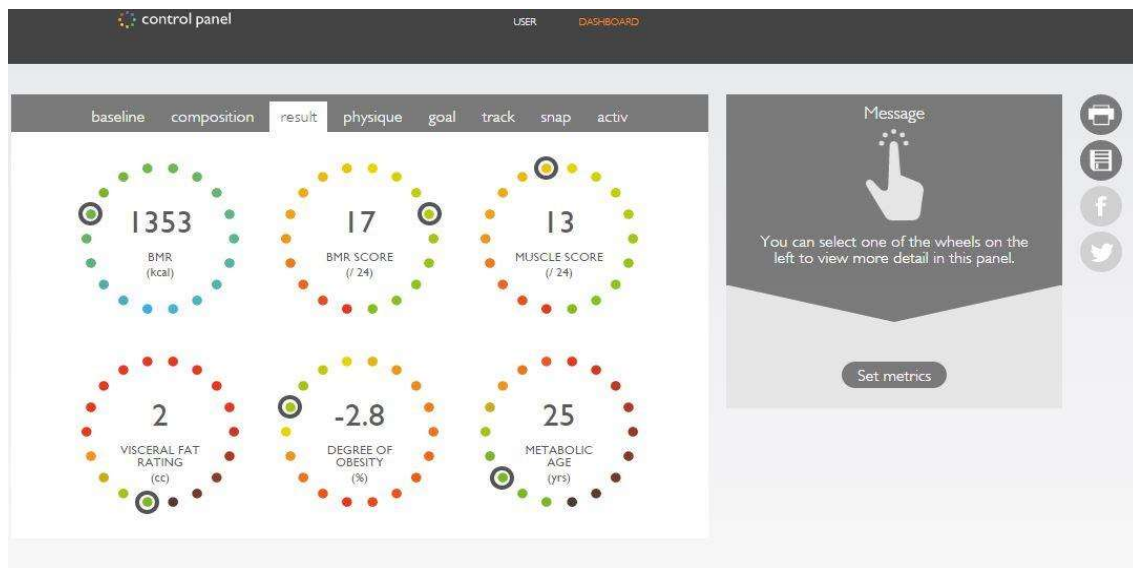 control panel
USER
DASHBOARD
baseline
composition
result
physique
goal
track
snap
activ
1353
BMR
(kcal)
17
BMR SCORE
(/ 24)
13
MUSCLE SCORE
(/ 24)
2
VISCERAL FAT
RATING
(cc)
-2.8
DEGREE OF
OBESITY
(%)
25
METABOLIC
AGE
(yrs)
Message
You can select one of the wheels on the
left to view more detail in this panel.
Set metrics